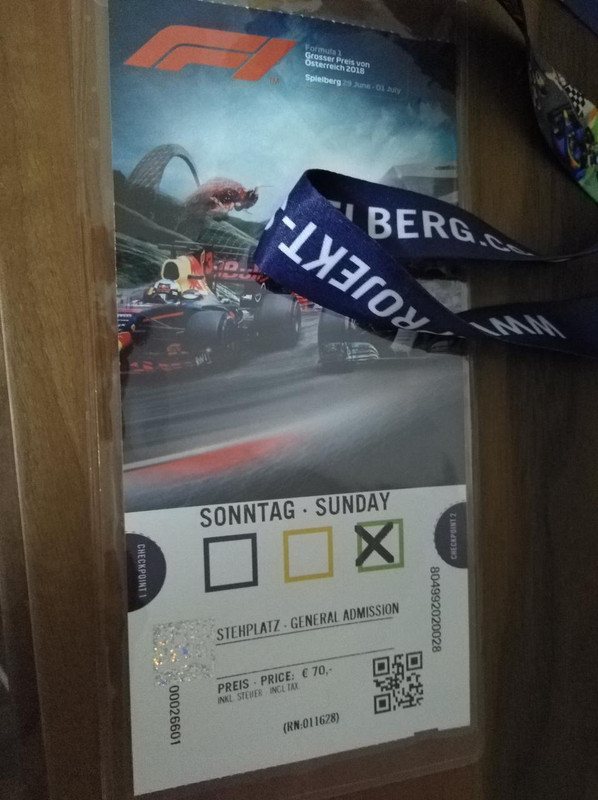 F1
Formula 1
Grosser Preis von
Österreich 2018
Spielberg 29 June - 01 July
ELBERG.CO
ROJEKT-S
WWW
SONNTAG · SUNDAY
CHECKPOINT 1
CHECKPOINT 2
X
STEHPLATZ · GENERAL ADMISSION
PREIS · PRICE: € 70,-
INKL. STEUER · INCL.TAX.
(RN:011628)
00026601
8049920200028